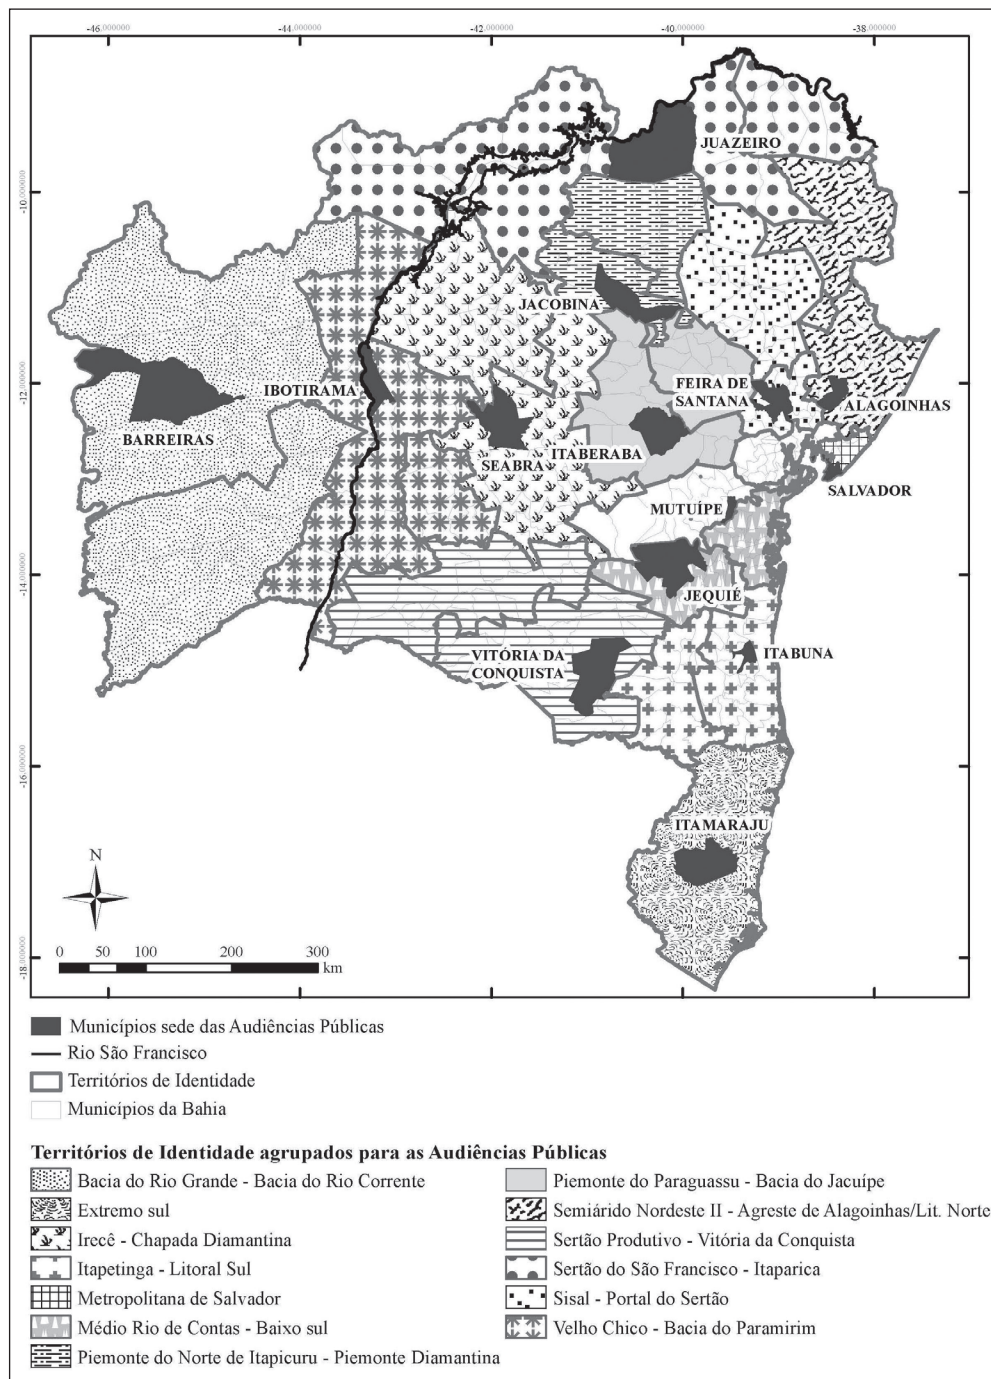 -46.000000
-44.000000
-42.000000
-40.000000
-38.000000
-10.000000
-12.000000
-14.000000
-16.000000
-18.000000
JUAZEIRO
JACOBINA
IBOTIRAMA
FEIRA DE
SANTANA
ALAGOINHAS
BARREIRAS
SEABRA
ITABERABA
SALVADOR
MUTUÍPE
JEQUIÉ
VITÓRIA DA
CONQUISTA
ITABUNA
ITAMARAJU
N
0 50 100 200 300
km
Municípios sede das Audiências Públicas
Rio São Francisco
Territórios de Identidade
Municípios da Bahia
Territórios de Identidade agrupados para as Audiências Públicas
Bacia do Rio Grande - Bacia do Rio Corrente
Extremo sul
Irecê - Chapada Diamantina
Itapetinga - Litoral Sul
Metropolitana de Salvador
Médio Rio de Contas - Baixo sul
Piemonte do Norte de Itapicuru - Piemonte Diamantina
Piemonte do Paraguassu - Bacia do Jacuípe
Semiárido Nordeste II - Agreste de Alagoinhas/Lit. Norte
Sertão Produtivo - Vitória da Conquista
Sertão do São Francisco - Itaparica
Sisal - Portal do Sertão
Velho Chico - Bacia do Paramirim